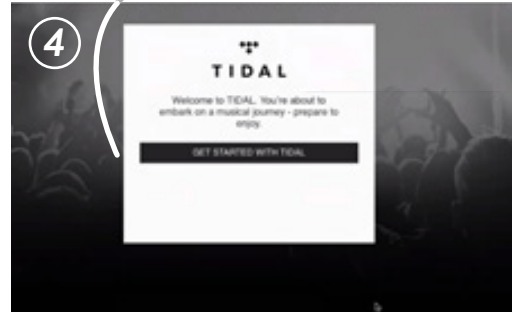 4
TIDAL
Welcome to TIDAL. You're about to
embark on a musical journey - prepare to
enjoy.
GET STARTED WITH TIDAL